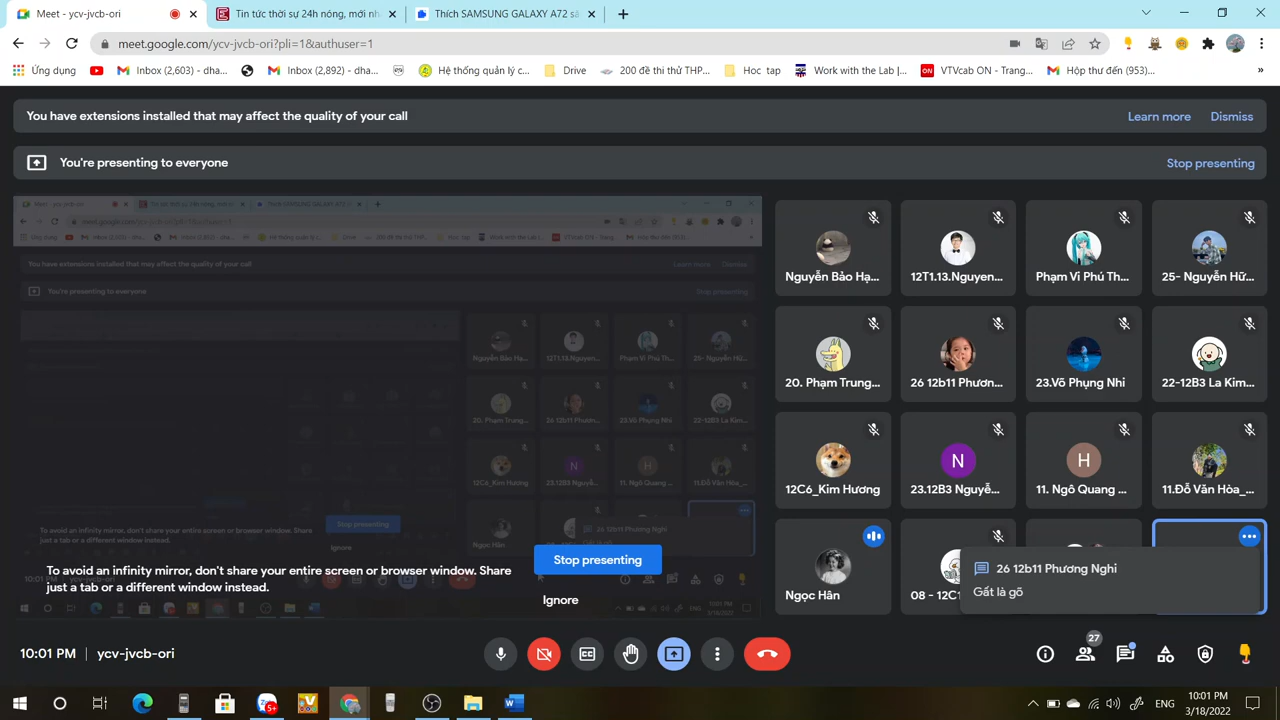 Meet - ycv-jvcb-ori
Tin tức thời sự 24h nóng, mới nhấ
Thích SAMSUNG GALAXY A72 sả
meet.google.com/ycv-jvcb-ori?pli=1&authuser=1
Ứng dụng
Inbox (2,603) - dha...
Inbox (2,892) - dha...
Hệ thống quản lý c...
Drive
200 đề thi thử THP...
Hoc tap
Work with the Lab |...
VTVcab ON - Trang...
Hộp thư đến (953)...
»
You have extensions installed that may affect the quality of your call
Learn more
Dismiss
You're presenting to everyone
Stop presenting
Nguyễn Bảo Hạ...
12T1.13.Nguyen...
Phạm Vi Phú Th...
25- Nguyễn Hữ...
20. Phạm Trung...
26 12b11 Phươn...
23.Võ Phụng Nhi
22-12B3 La Kim...
12C6_Kim Hương
N
23.12B3 Nguyễ...
H
11. Ngô Quang ...
11.Đỗ Văn Hòa_...
Ngọc Hân
08 - 12C1
26 12b11 Phương Nghi
Gất là gõ
To avoid an infinity mirror, don't share your entire screen or browser window. Share
just a tab or a different window instead.
Stop presenting
Ignore
10:01 PM | ycv-jvcb-ori
27
5+
ENG
10:01 PM
3/18/2022